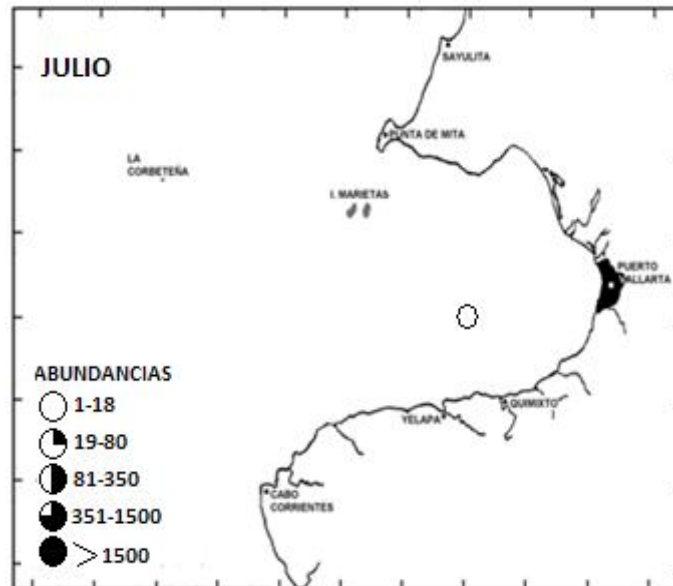 JULIO
SAYULITA
PUNTA DE MITA
LA
CORBETEÑA
I. MARIETAS
PUERTO
VALLARTA
ABUNDANCIAS
1-18
19-80
81-350
351-1500
>1500
QUIMIXTO
YELAPA
CABO
CORRIENTES